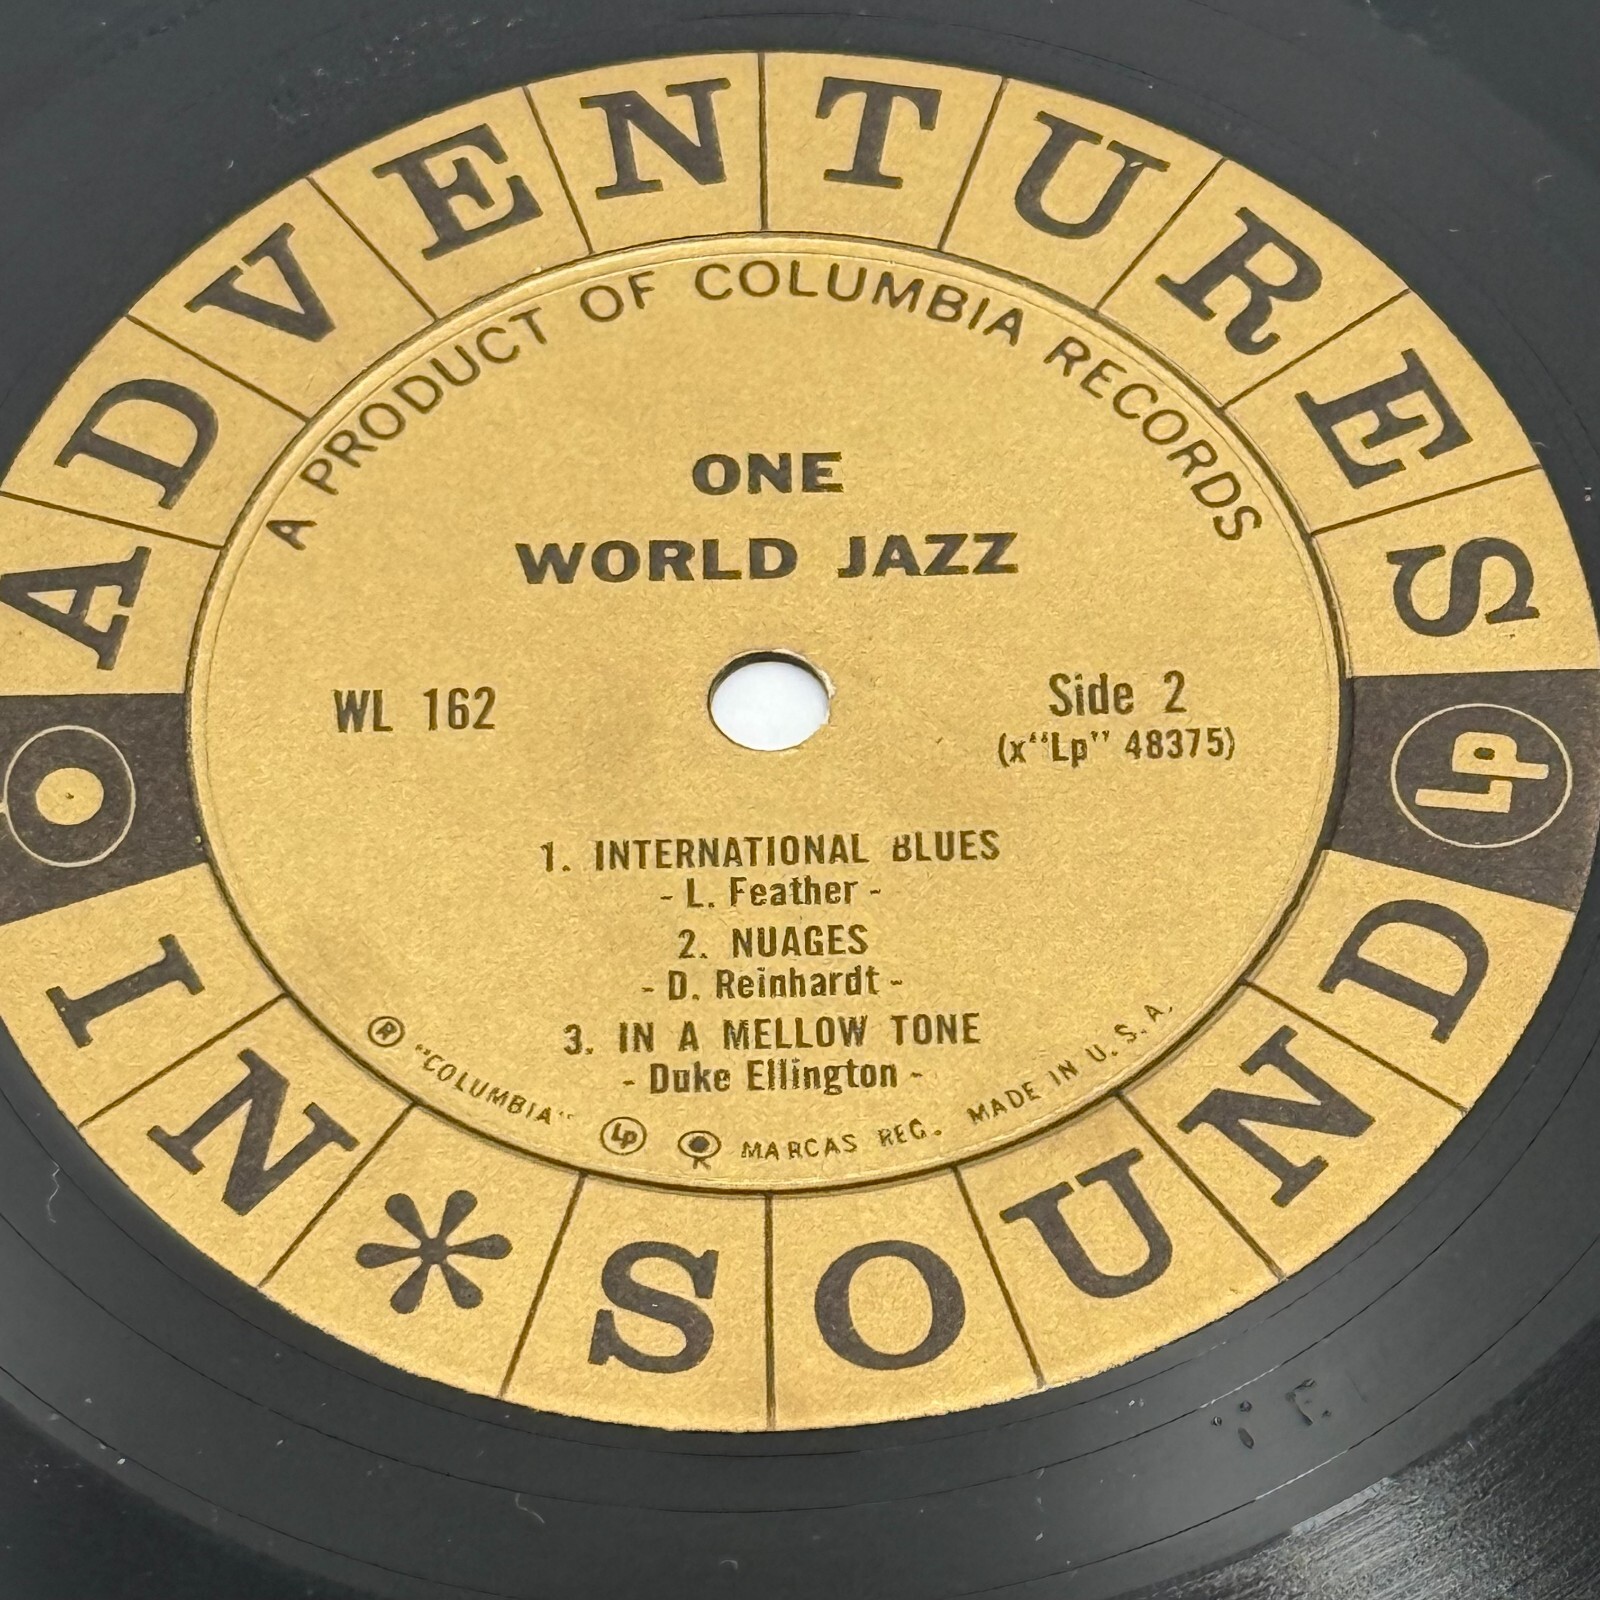 ADVENTURES
A PRODUCT OF COLUMBIA RECORDS
ONE
WORLD JAZZ
WL 162
Side 2
(x"Lp" 48375)
Lp
1. INTERNATIONAL BLUES
- L. Feather -
2. NUAGES
- D. Reinhardt -
3. IN A MELLOW TONE
- Duke Ellington -
® "COLUMBIA" Lp MARCAS REG. MADE IN U. S. A.
IN * SOUND